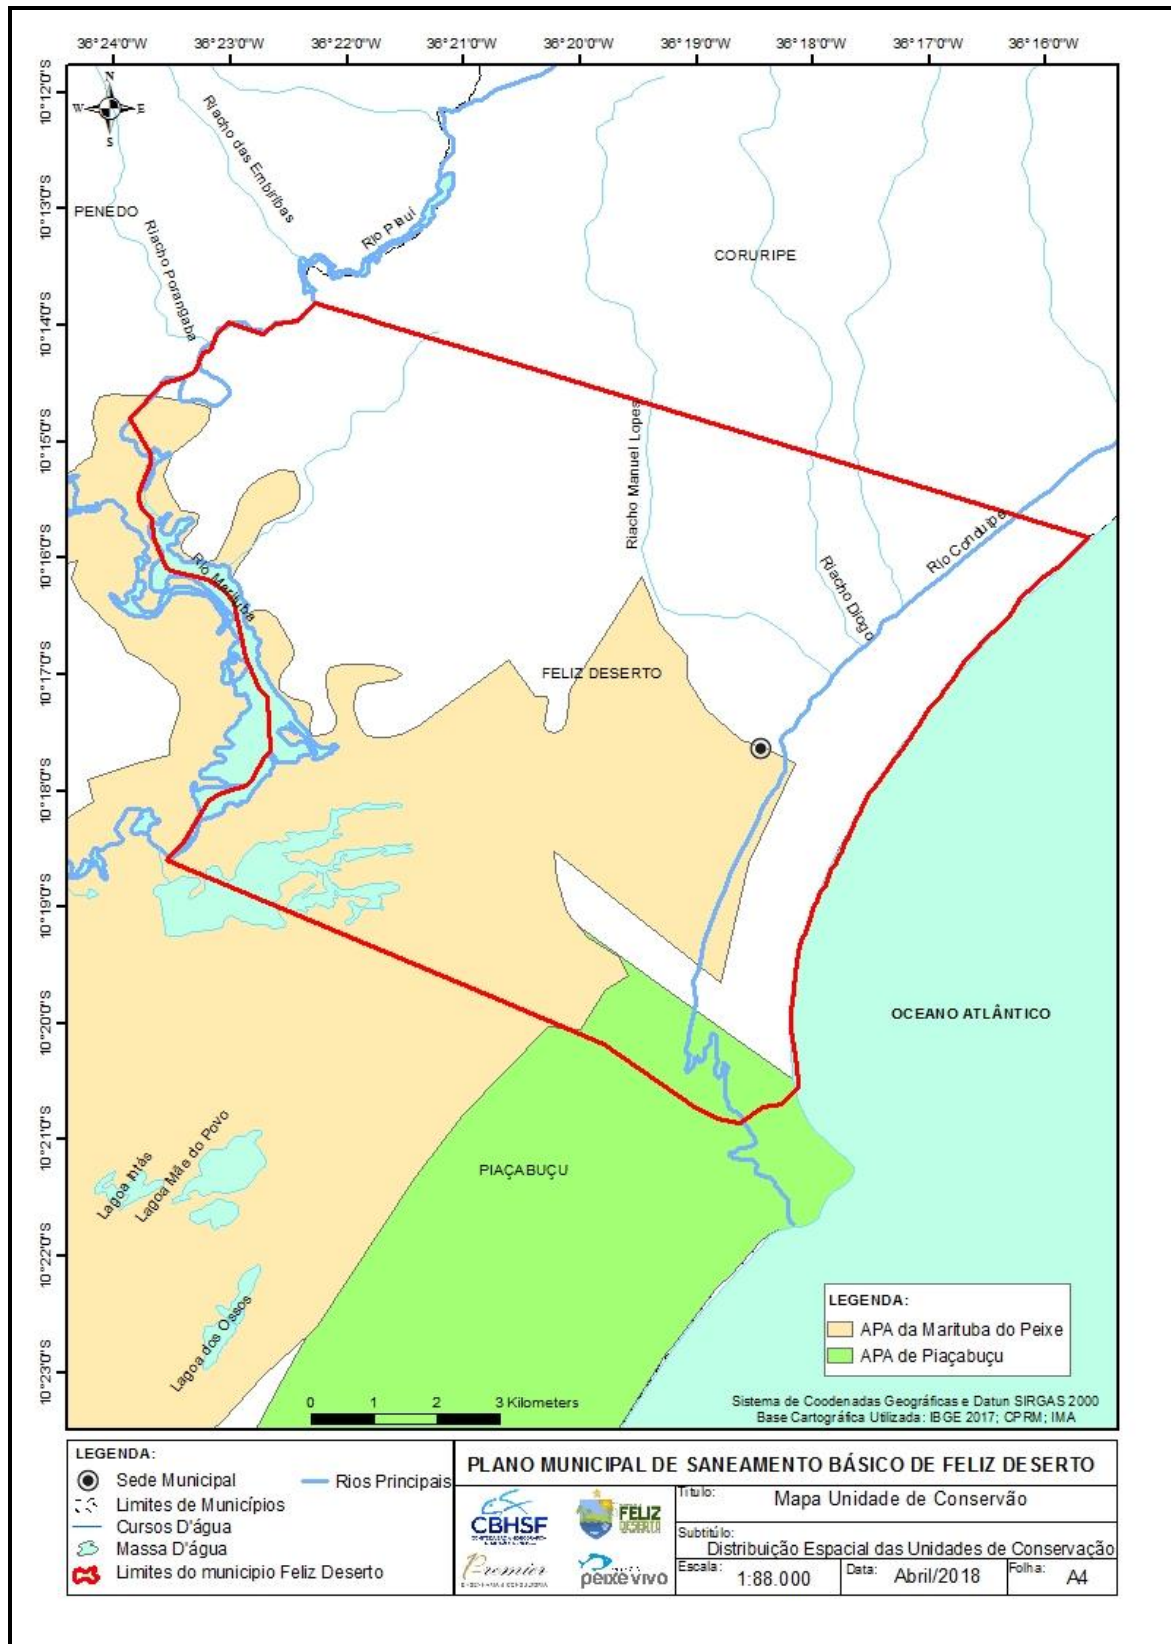 36°24'0"W 36°23'0"W 36°22'0"W 36°21'0"W 36°20'0"W 36°19'0"W 36°18'0"W 36°17'0"W 36°16'0"W
10°12'0"S
10°13'0"S
10°14'0"S
10°15'0"S
10°16'0"S
10°17'0"S
10°18'0"S
10°19'0"S
10°20'0"S
10°21'0"S
10°22'0"S
10°23'0"S
N
W E
S
Riacho das Embiribas
PENEDO
Rio Piauí
Riacho Porangaba
CORURIPE
Riacho Manuel Lopes
Rio Conduípe
Rio Marituba
Riacho Diogo
FELIZ DESERTO
OCEANO ATLÂNTICO
PIAÇABUÇU
Lagoa Intás
Lagoa Mãe do Povo
Lagoa dos Ossos
LEGENDA:
APA da Marituba do Peixe
APA de Piaçabuçu
0 1 2 3 Kilometers
Sistema de Coodenadas Geográficas e Datun SIRGAS 2000
Base Cartográfica Utilizada: IBGE 2017; CPRM; IMA
LEGENDA:
Sede Municipal
Rios Principais
Limites de Municípios
Cursos D'água
Massa D'água
Limites do municipio Feliz Deserto
PLANO MUNICIPAL DE SANEAMENTO BÁSICO DE FELIZ DESERTO
CBHSF
FELIZ
DESERTO
Premier
peixe vivo
Título: Mapa Unidade de Conservão
Subtitúlo:
Distribuição Espacial das Unidades de Conservação
Escala: 1:88.000
Data: Abril/2018
Folha: A4